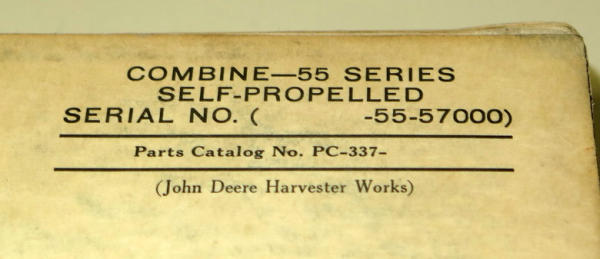 COMBINE—55 SERIES
SELF-PROPELLED
SERIAL NO. (          -55-57000)
Parts Catalog No. PC-337-
(John Deere Harvester Works)